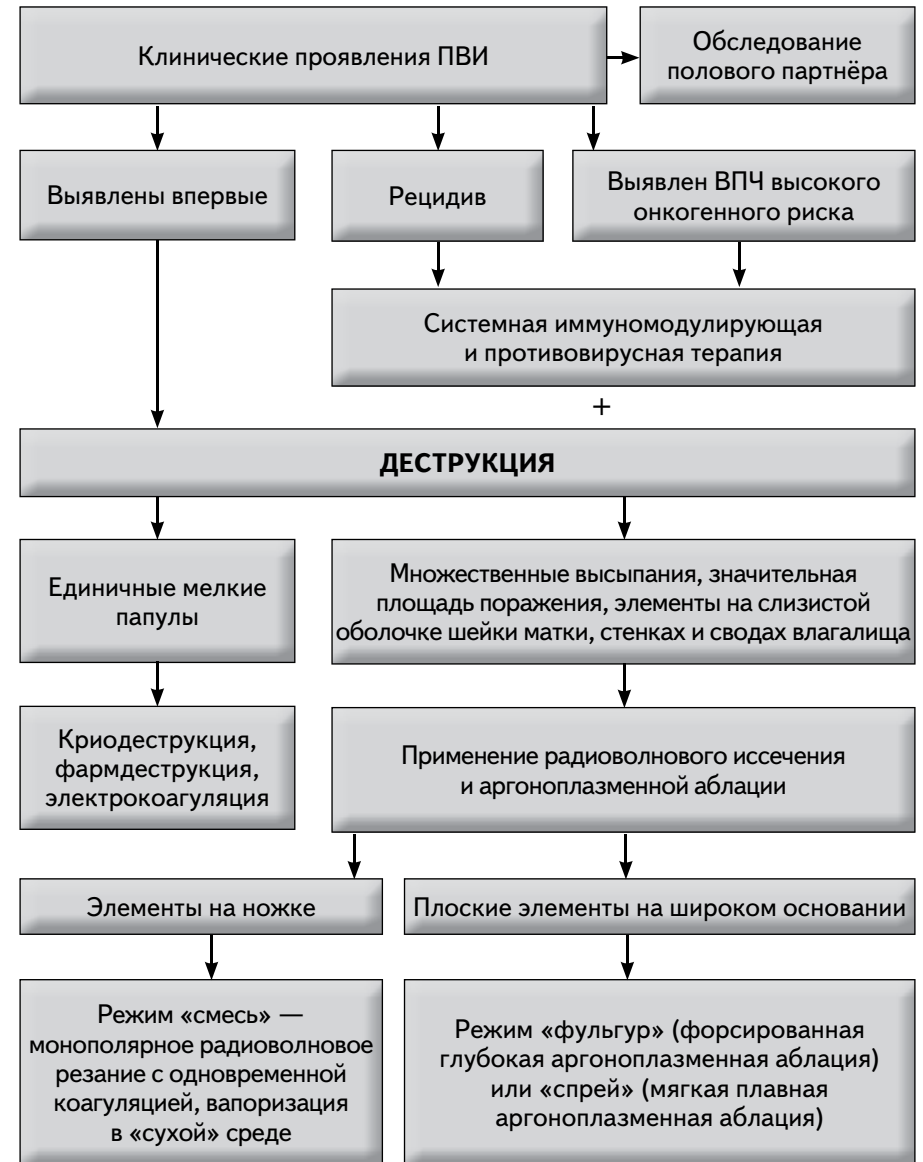 Клинические проявления ПВИ
Обследование
полового партнёра
Выявлены впервые
Рецидив
Выявлен ВПЧ высокого
онкогенного риска
Системная иммуномодулирующая
и противовирусная терапия
+
ДЕСТРУКЦИЯ
Единичные мелкие
папулы
Множественные высыпания, значительная
площадь поражения, элементы на слизистой
оболочке шейки матки, стенках и сводах влагалища
Криодеструкция,
фармдеструкция,
электрокоагуляция
Применение радиоволнового иссечения
и аргоноплазменной аблации
Элементы на ножке
Плоские элементы на широком основании
Режим «смесь» —
монополярное радиоволновое
резание с одновременной
коагуляцией, вапоризация
в «сухой» среде
Режим «фульгур» (форсированная
глубокая аргоноплазменная аблация)
или «спрей» (мягкая плавная
аргоноплазменная аблация)